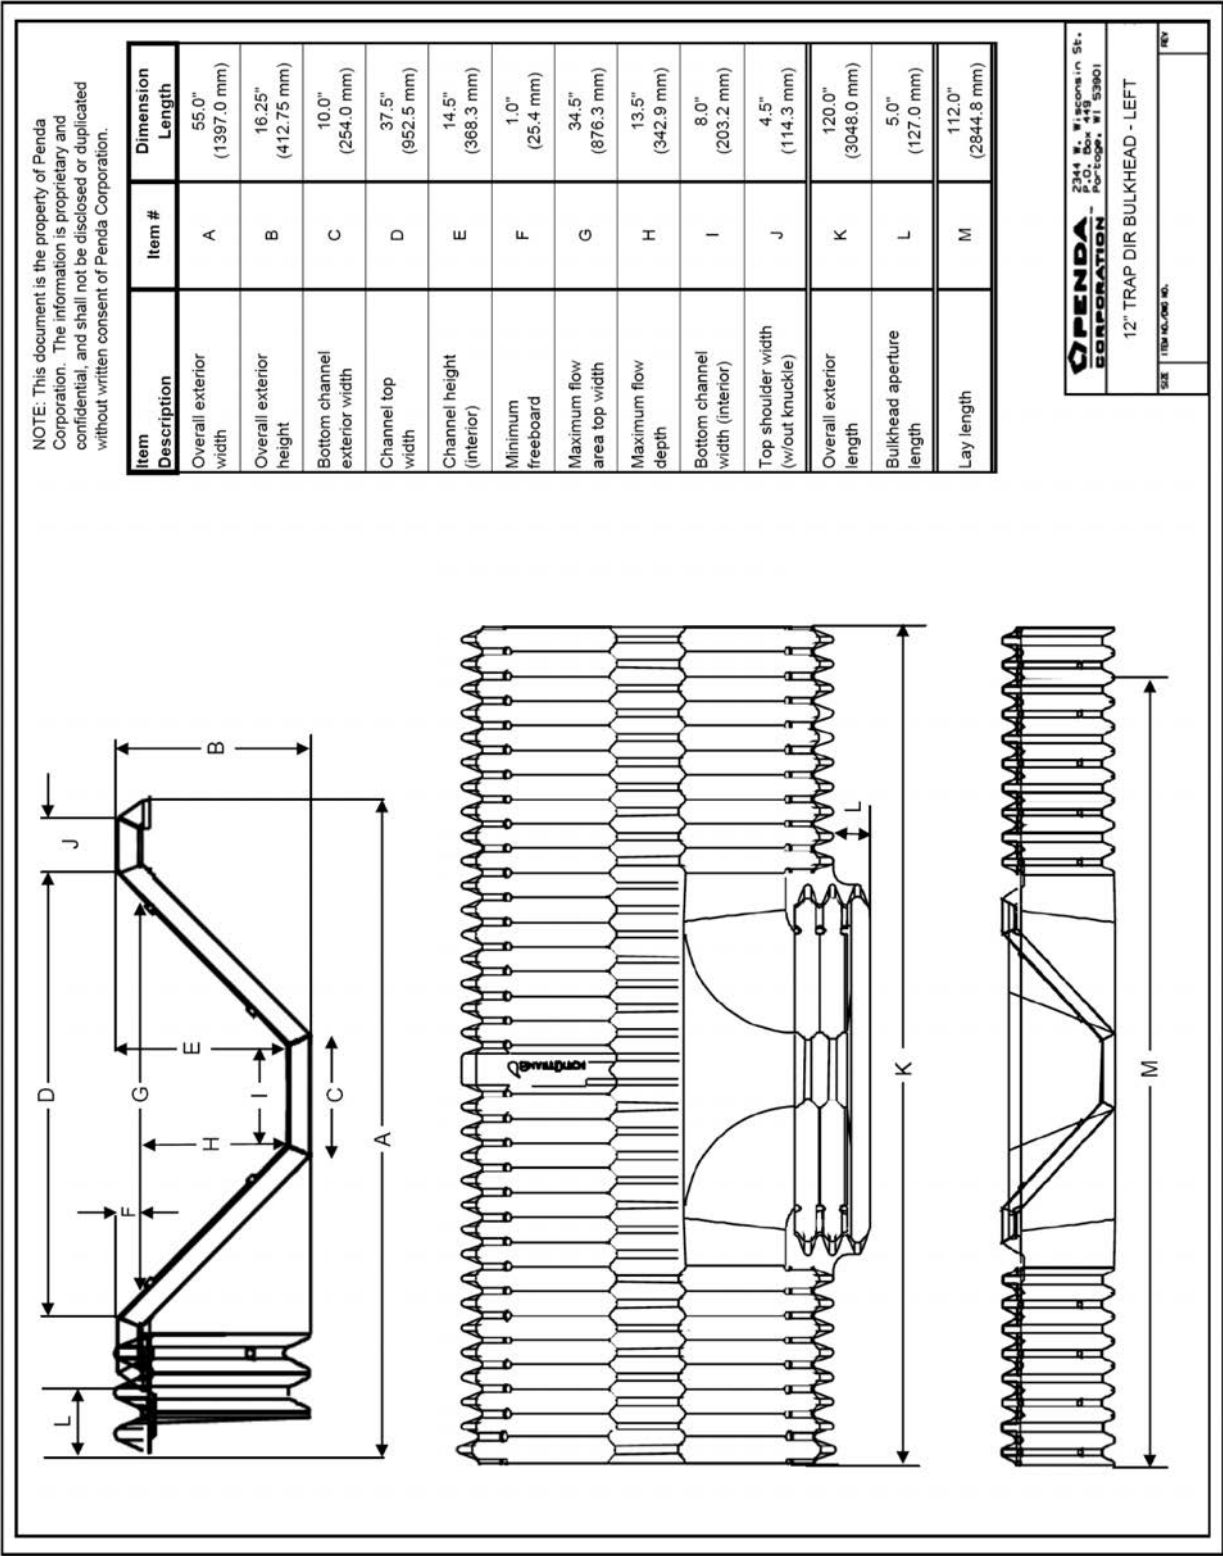 NOTE: This document is the property of Penda
Corporation. The information is proprietary and
confidential, and shall not be disclosed or duplicated
without written consent of Penda Corporation.
Item Description Item # Dimension Length
Overall exterior width A 55.0" (1397.0 mm)
Overall exterior height B 16.25" (412.75 mm)
Bottom channel exterior width C 10.0" (254.0 mm)
Channel top width D 37.5" (952.5 mm)
Channel height (interior) E 14.5" (368.3 mm)
Minimum freeboard F 1.0" (25.4 mm)
Maximum flow area top width G 34.5" (876.3 mm)
Maximum flow depth H 13.5" (342.9 mm)
Bottom channel width (interior) I 8.0" (203.2 mm)
Top shoulder width (w/out knuckle) J 4.5" (114.3 mm)
Overall exterior length K 120.0" (3048.0 mm)
Bulkhead aperture length L 5.0" (127.0 mm)
Lay length M 112.0" (2844.8 mm)
L
F
D
J
G
H
E
I
C
B
A
L
K
M
PENDA
CORPORATION
2344 W. Wisconsin St.
P.O. Box 449
Portage, WI 53901
12" TRAP DIR BULKHEAD - LEFT
SIZE
ITEM NO./DWG NO.
REV